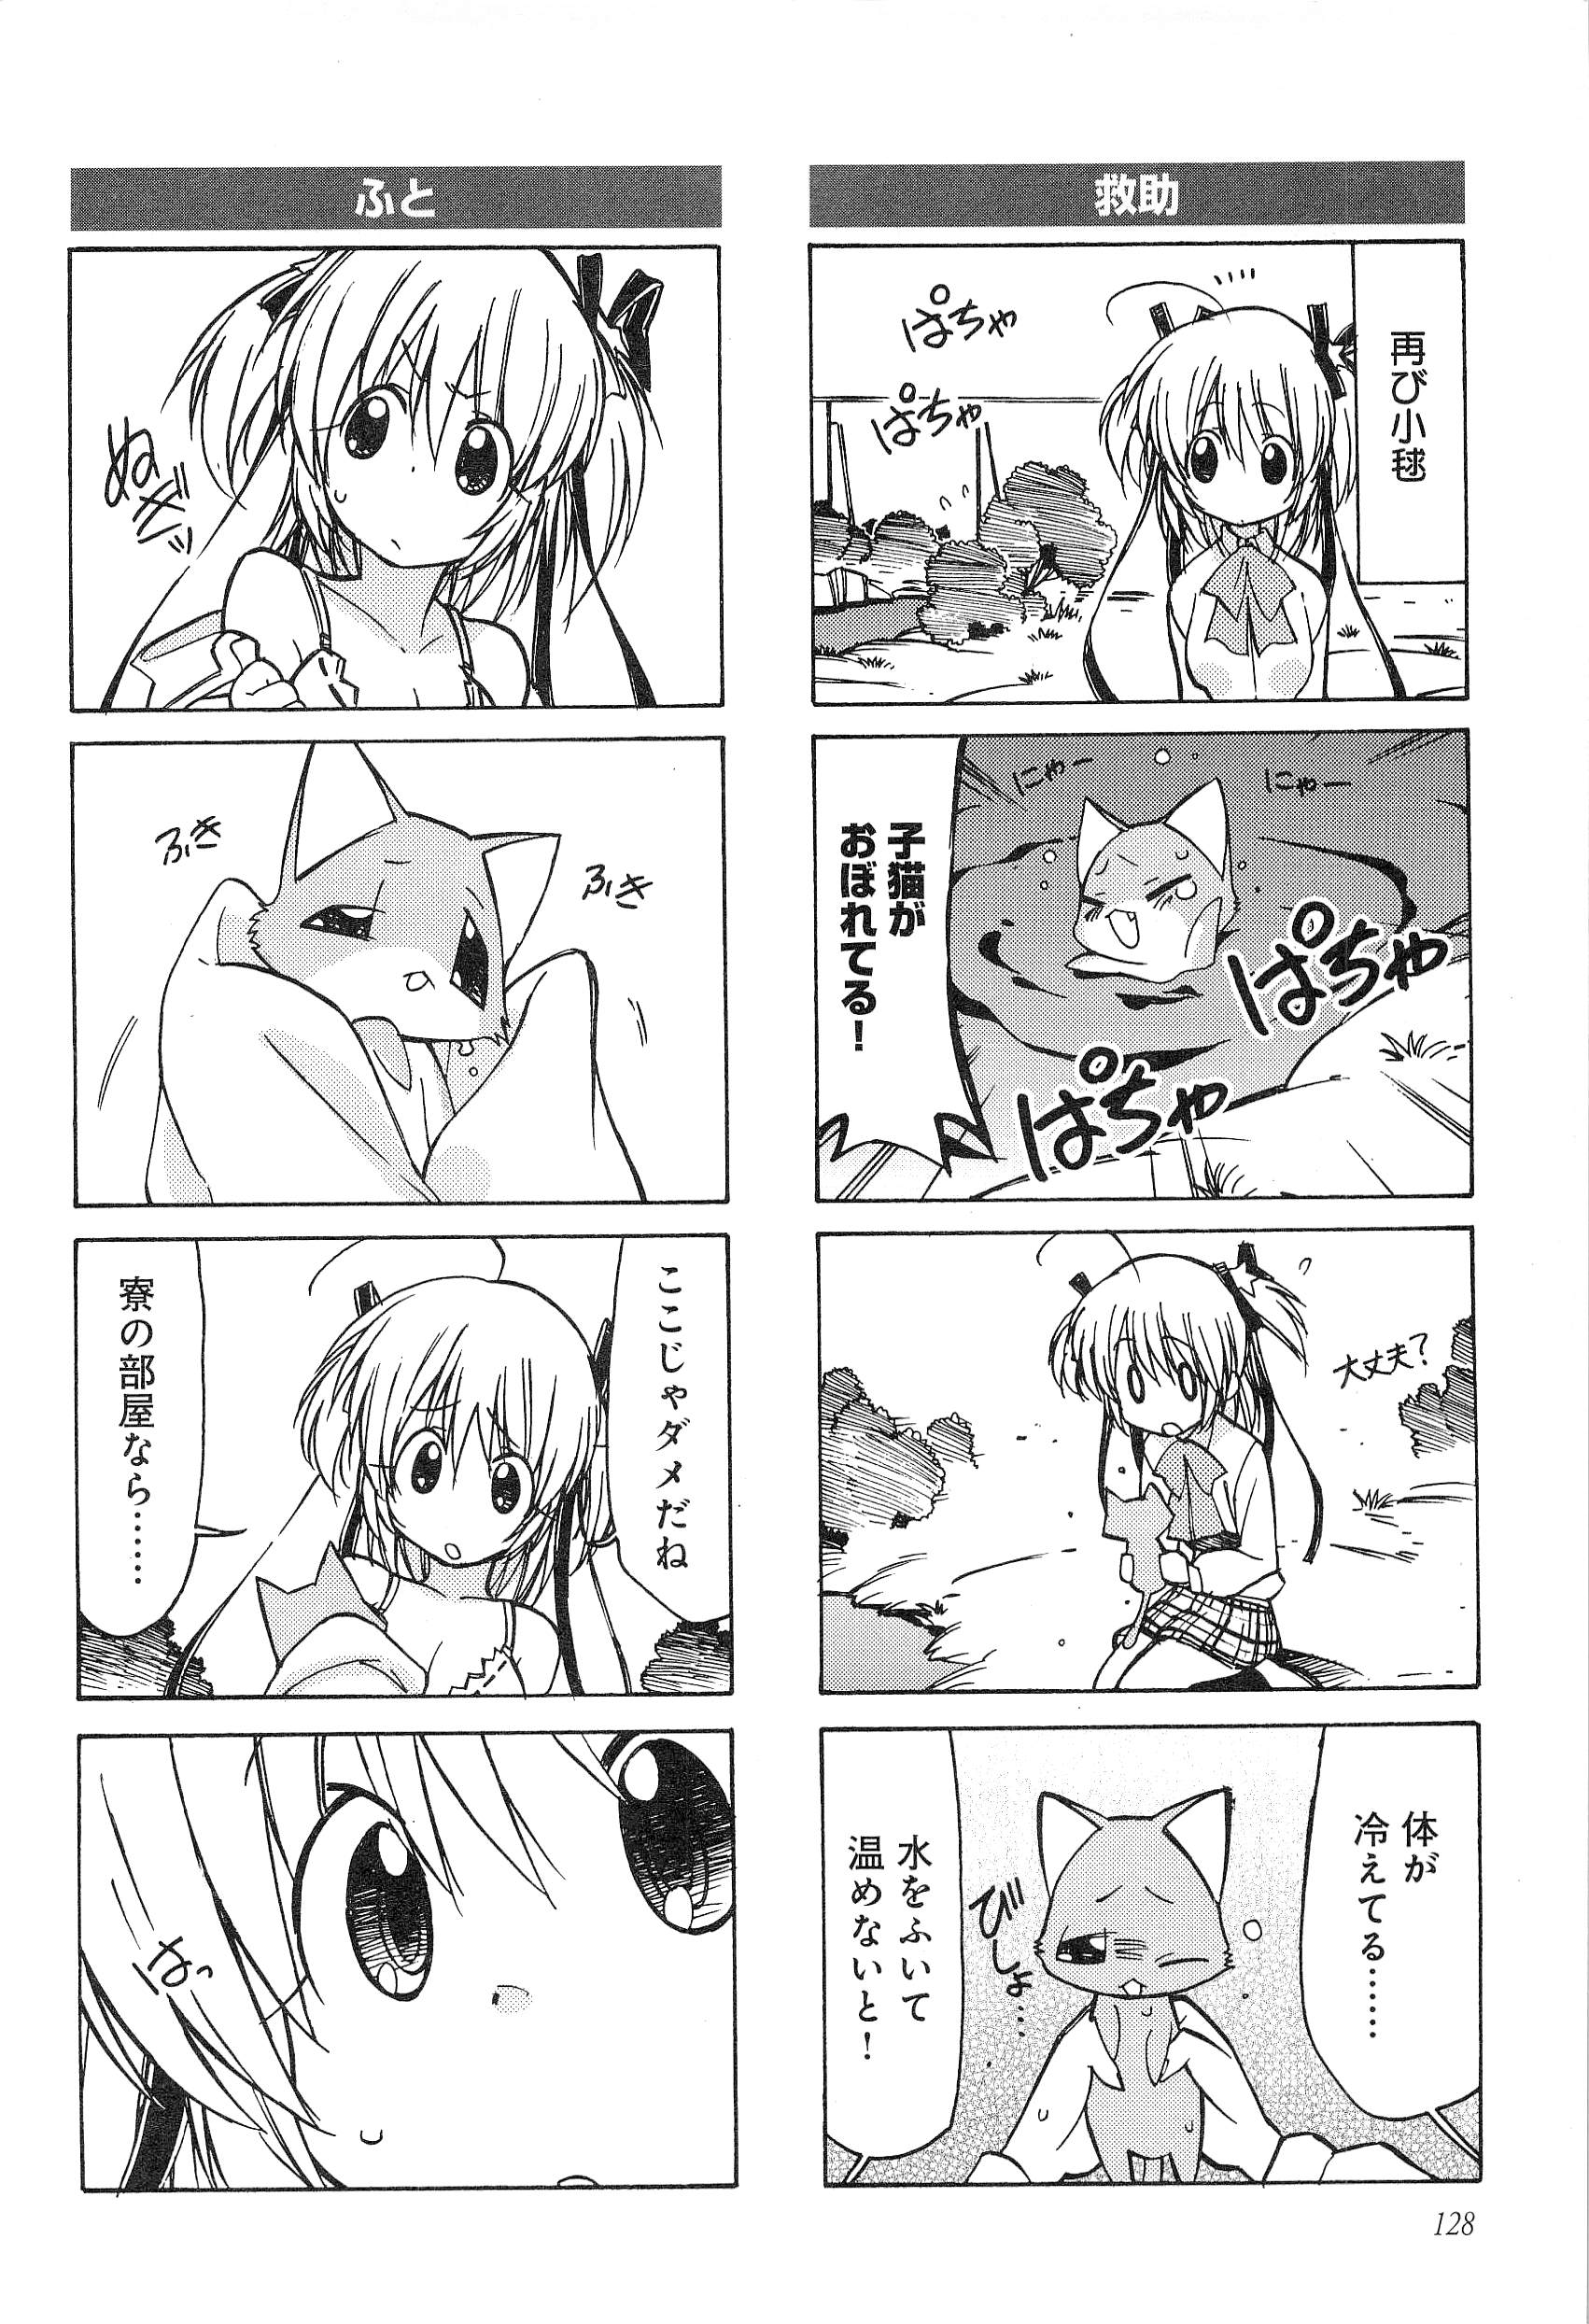 救助
再び小毬
ぱちゃ
ぱちゃ
にゃー
にゃー
子猫が
おぼれてる!
ぱちゃ
ぱちゃ
大丈夫?
体が
冷えてる……
びしょ…
水をふいて
温めないと!
ふと
ぬぎッ
ふき
ふき
ここじゃダメだね
寮の部屋なら……
はっ
128